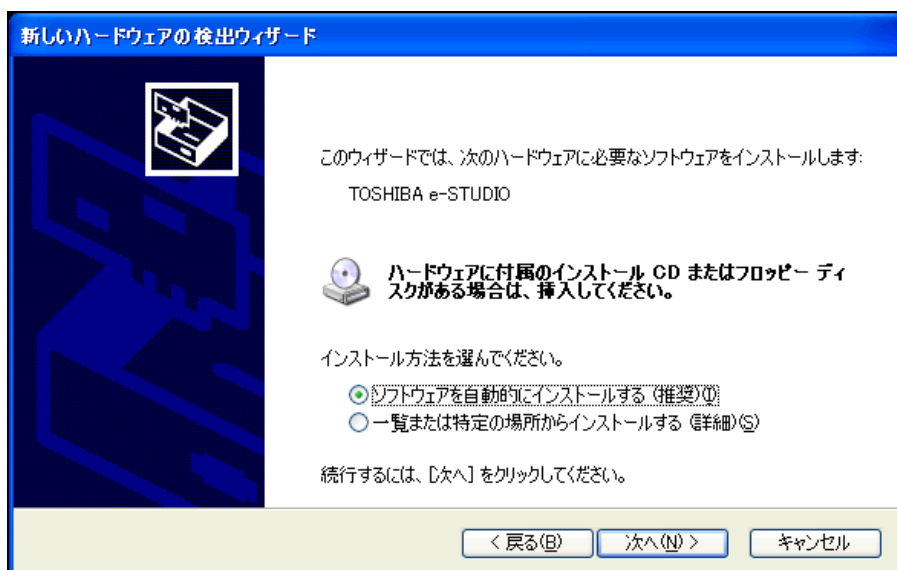 新しいハードウェアの検出ウィザード
このウィザードでは、次のハードウェアに必要なソフトウェアをインストールします:
TOSHIBA e-STUDIO
ハードウェアに付属のインストール CD またはフロッピー ディ
スクがある場合は、挿入してください。
インストール方法を選んでください。
ソフトウェアを自動的にインストールする (推奨)(I)
一覧または特定の場所からインストールする (詳細)(S)
続行するには、[次へ] をクリックしてください。
< 戻る(B) 次へ(N) > キャンセル